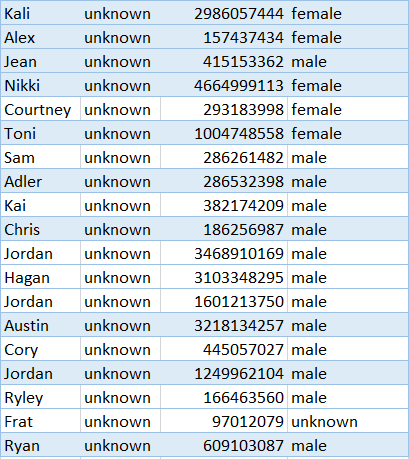 Kali unknown 2986057444 female
Alex unknown 157437434 female
Jean unknown 415153362 male
Nikki unknown 4664999113 female
Courtney unknown 293183998 female
Toni unknown 1004748558 female
Sam unknown 286261482 male
Adler unknown 286532398 male
Kai unknown 382174209 male
Chris unknown 186256987 male
Jordan unknown 3468910169 male
Hagan unknown 3103348295 male
Jordan unknown 1601213750 male
Austin unknown 3218134257 male
Cory unknown 445057027 male
Jordan unknown 1249962104 male
Ryley unknown 166463560 male
Frat unknown 97012079 unknown
Ryan unknown 609103087 male